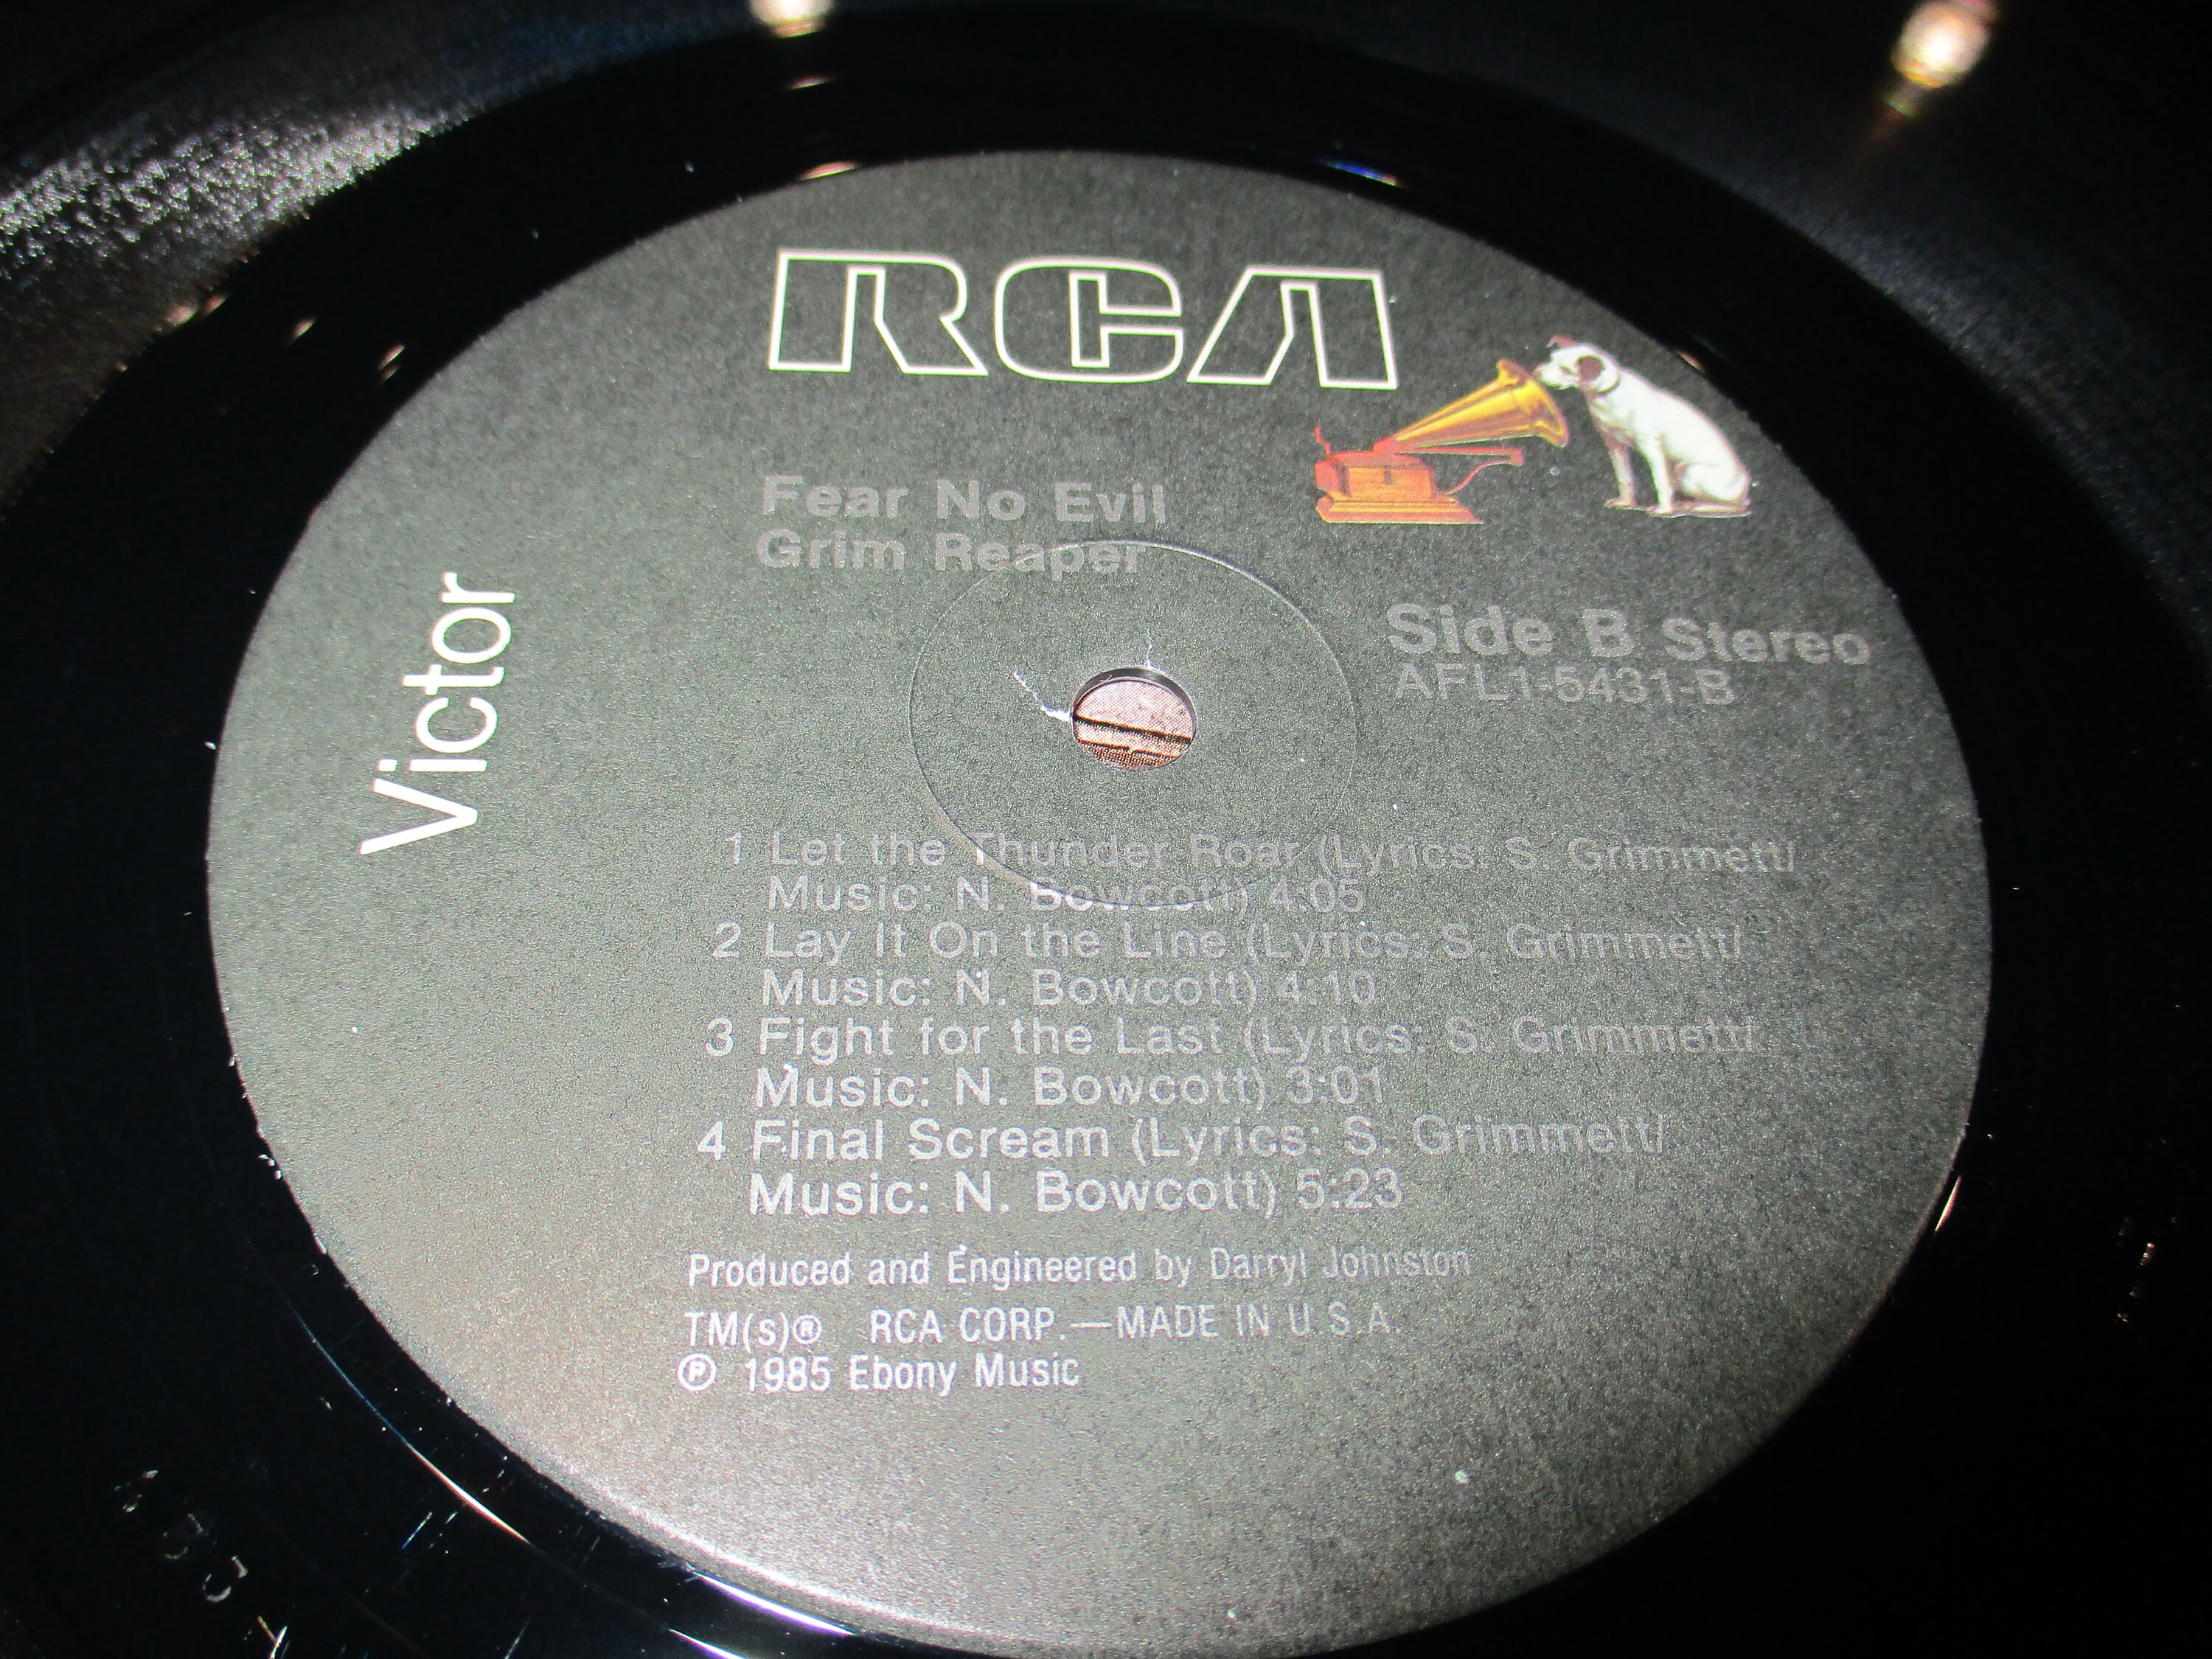 RCA
Victor
Fear No Evil
Grim Reaper
Side B Stereo
AFL1-5431-B
1 Let the Thunder Roar (Lyrics: S. Grimmett/
Music: N. Bowcott) 4:05
2 Lay It On the Line (Lyrics: S. Grimmett/
Music: N. Bowcott) 4:10
3 Fight for the Last (Lyrics: S. Grimmett/
Music: N. Bowcott) 3:01
4 Final Scream (Lyrics: S. Grimmett/
Music: N. Bowcott) 5:23
Produced and Engineered by Darryl Johnston
TM(s)® RCA CORP.—MADE IN U.S.A.
℗ 1985 Ebony Music